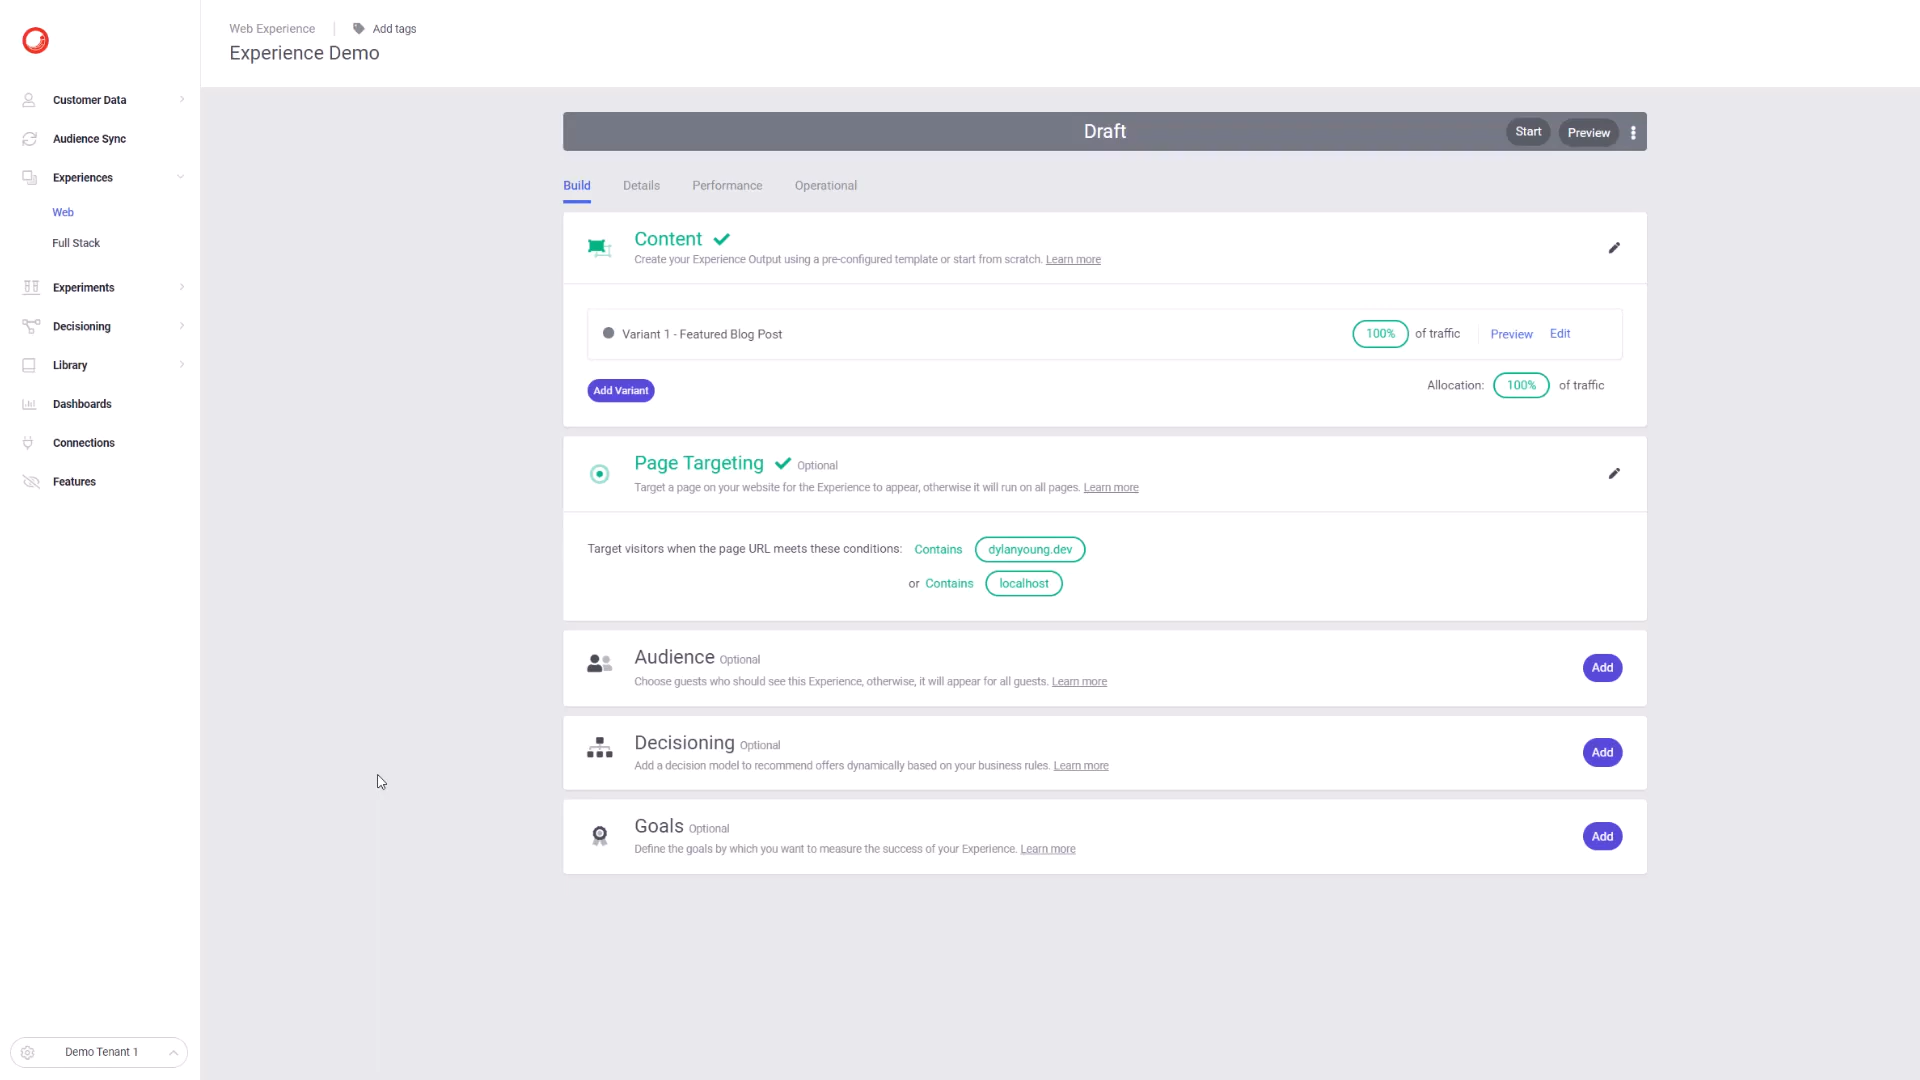 Web Experience
Add tags
Experience Demo
Customer Data
Audience Sync
Experiences
Web
Full Stack
Experiments
Decisioning
Library
Dashboards
Connections
Features
Demo Tenant 1
Draft
Start
Preview
Build
Details
Performance
Operational
Content
Create your Experience Output using a pre-configured template or start from scratch. Learn more
Variant 1 - Featured Blog Post
100% of traffic
Preview
Edit
Add Variant
Allocation: 100% of traffic
Page Targeting Optional
Target a page on your website for the Experience to appear, otherwise it will run on all pages. Learn more
Target visitors when the page URL meets these conditions: Contains dylanyoung.dev
or Contains localhost
Audience Optional
Choose guests who should see this Experience, otherwise, it will appear for all guests. Learn more
Add
Decisioning Optional
Add a decision model to recommend offers dynamically based on your business rules. Learn more
Add
Goals Optional
Define the goals by which you want to measure the success of your Experience. Learn more
Add